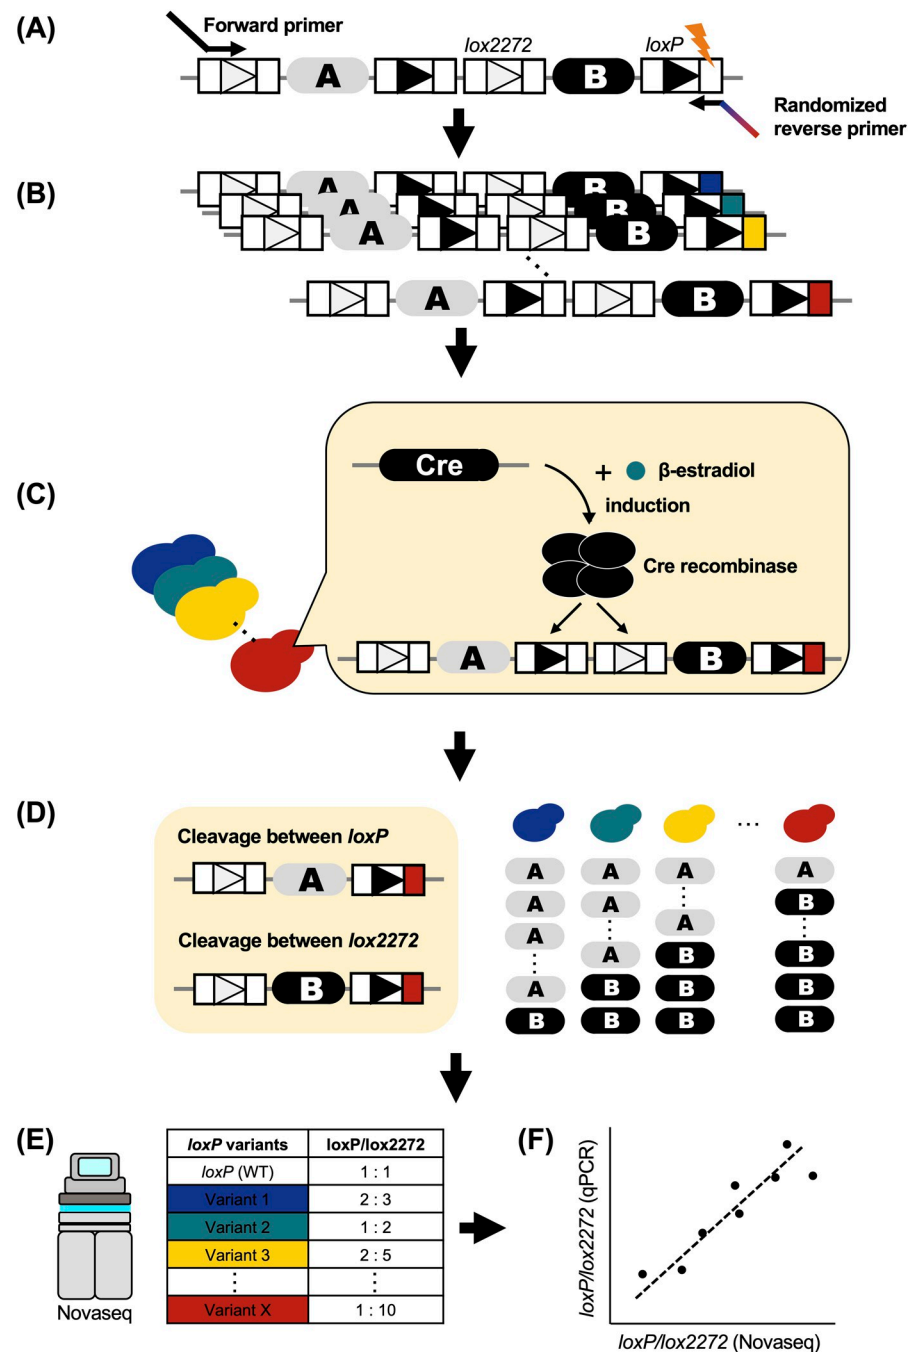 (A)
Forward primer
lox2272
loxP
A
B
Randomized
reverse primer
(B)
A
B
A
B
A
B
A
B
(C)
Cre
+ β-estradiol
induction
Cre recombinase
A
B
(D)
Cleavage between loxP
A
Cleavage between lox2272
B
...
A A A A
A A B
A A
A B B
A B B B
B B B B
(E)
loxP variants loxP/lox2272
loxP (WT) 1 : 1
Variant 1 2 : 3
Variant 2 1 : 2
Variant 3 2 : 5
⋮ ⋮
Variant X 1 : 10
Novaseq
(F)
loxP/lox2272 (qPCR)
loxP/lox2272 (Novaseq)